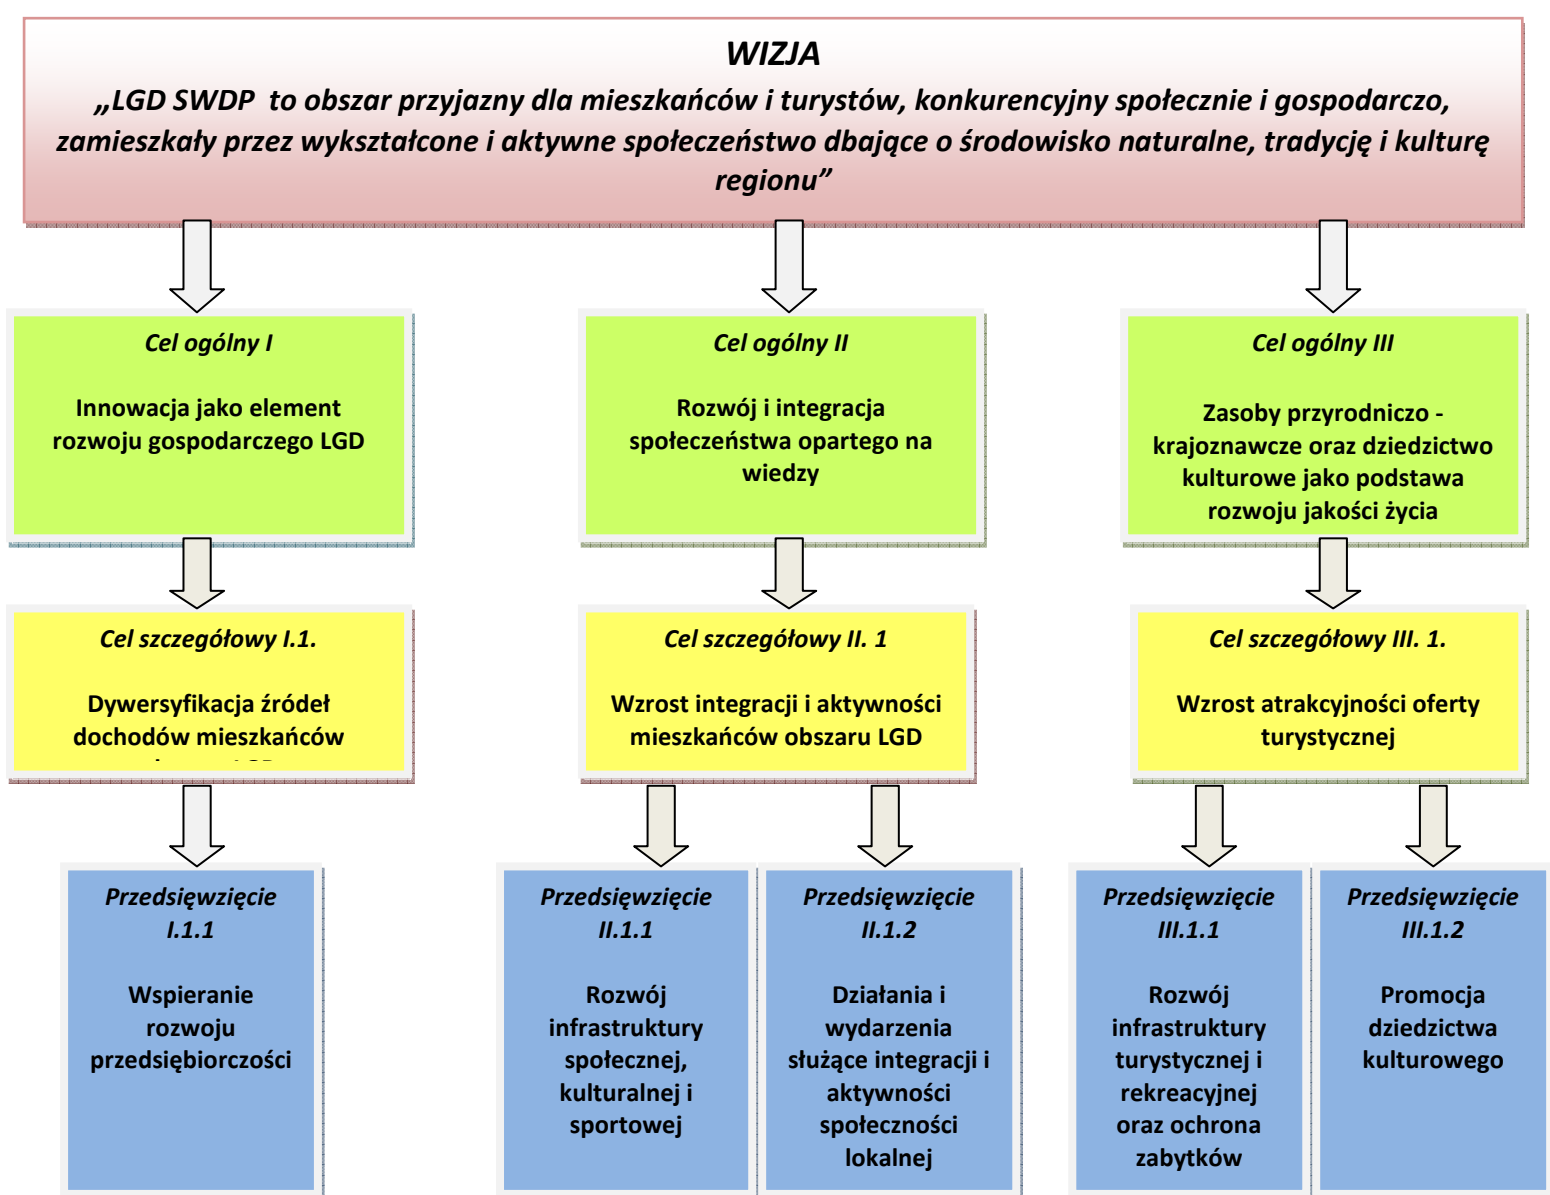 WIZJA
„LGD SWDP to obszar przyjazny dla mieszkańców i turystów, konkurencyjny społecznie i gospodarczo,
zamieszkały przez wykształcone i aktywne społeczeństwo dbające o środowisko naturalne, tradycję i kulturę
regionu”
Cel ogólny I
Innowacja jako element
rozwoju gospodarczego LGD
Cel ogólny II
Rozwój i integracja
społeczeństwa opartego na
wiedzy
Cel ogólny III
Zasoby przyrodniczo -
krajoznawcze oraz dziedzictwo
kulturowe jako podstawa
rozwoju jakości życia
Cel szczegółowy I.1.
Dywersyfikacja źródeł
dochodów mieszkańców
Cel szczegółowy II. 1
Wzrost integracji i aktywności
mieszkańców obszaru LGD
Cel szczegółowy III. 1.
Wzrost atrakcyjności oferty
turystycznej
Przedsięwzięcie
I.1.1
Wspieranie
rozwoju
przedsiębiorczości
Przedsięwzięcie
II.1.1
Rozwój
infrastruktury
społecznej,
kulturalnej i
sportowej
Przedsięwzięcie
II.1.2
Działania i
wydarzenia
służące integracji i
aktywności
społeczności
lokalnej
Przedsięwzięcie
III.1.1
Rozwój
infrastruktury
turystycznej i
rekreacyjnej
oraz ochrona
zabytków
Przedsięwzięcie
III.1.2
Promocja
dziedzictwa
kulturowego